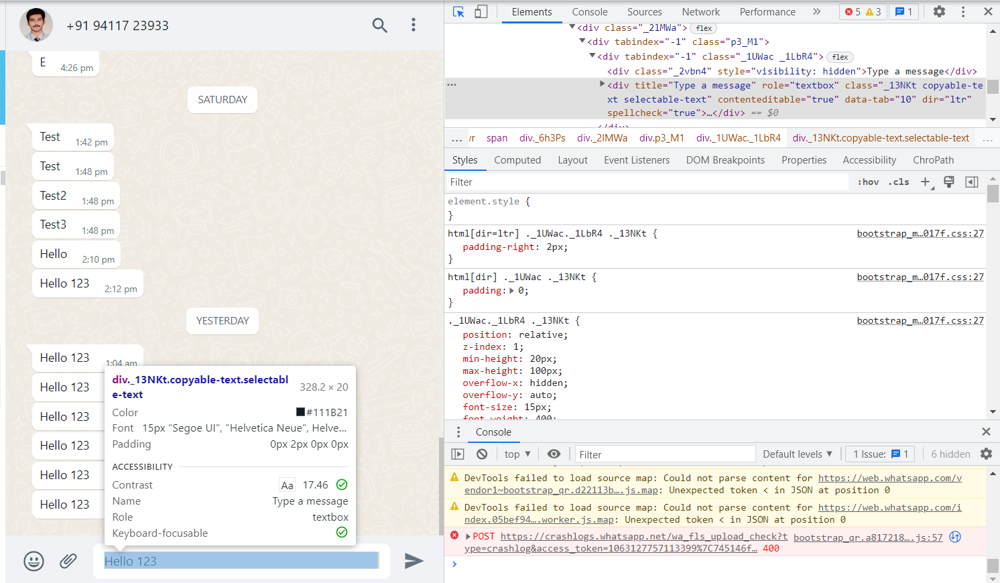 +91 94117 23933
E
4:26 pm
SATURDAY
Test
1:42 pm
Test
1:48 pm
Test2
1:48 pm
Test3
1:48 pm
Hello
2:10 pm
Hello 123
2:12 pm
YESTERDAY
Hello 123
1:04 am
Hello 123
Hello 123
Hello 123
Hello 123
Hello 123
div._13NKt.copyable-text.selectabl
e-text
328.2 × 20
Color #111B21
Font 15px "Segoe UI", "Helvetica Neue", Helve...
Padding 0px 2px 0px 0px
ACCESSIBILITY
Contrast Aa 17.46
Name Type a message
Role textbox
Keyboard-focusable
Hello 123
Elements Console Sources Network Performance » 5 3 1
<div class="_2lMWa"> flex
<div tabindex="-1" class="p3_M1">
<div tabindex="-1" class="_1UWac _1LbR4"> flex
<div class="_2vbn4" style="visibility: hidden">Type a message</div>
<div title="Type a message" role="textbox" class="_13NKt copyable-te
xt selectable-text" contenteditable="true" data-tab="10" dir="ltr"
spellcheck="true">…</div> == $0
</div>
... span div._6h3Ps div._2lMWa div.p3_M1 div._1UWac._1LbR4 div._13NKt.copyable-text.selectable-text ...
Styles Computed Layout Event Listeners DOM Breakpoints Properties Accessibility ChroPath
Filter :hov .cls +
element.style {
}
html[dir=ltr] ._1UWac._1LbR4 ._13NKt { bootstrap_m…017f.css:27
padding-right: 2px;
}
html[dir] ._1UWac ._13NKt { bootstrap_m…017f.css:27
padding: 0;
}
._1UWac._1LbR4 ._13NKt { bootstrap_m…017f.css:27
position: relative;
z-index: 1;
min-height: 20px;
max-height: 100px;
overflow-x: hidden;
overflow-y: auto;
font-size: 15px;
font-weight: 400;
Console
top Filter Default levels 1 Issue: 1 6 hidden
DevTools failed to load source map: Could not parse content for https://web.whatsapp.com/v
endor1~bootstrap_qr.d22113b….js.map: Unexpected token < in JSON at position 0
DevTools failed to load source map: Could not parse content for https://web.whatsapp.com/i
ndex.05bef94….worker.js.map: Unexpected token < in JSON at position 0
POST https://crashlogs.whatsapp.net/wa_fls_upload_check?t bootstrap_qr.a817218….js:57
ype=crashlog&access_token=1063127757113399%7C745146f… 400